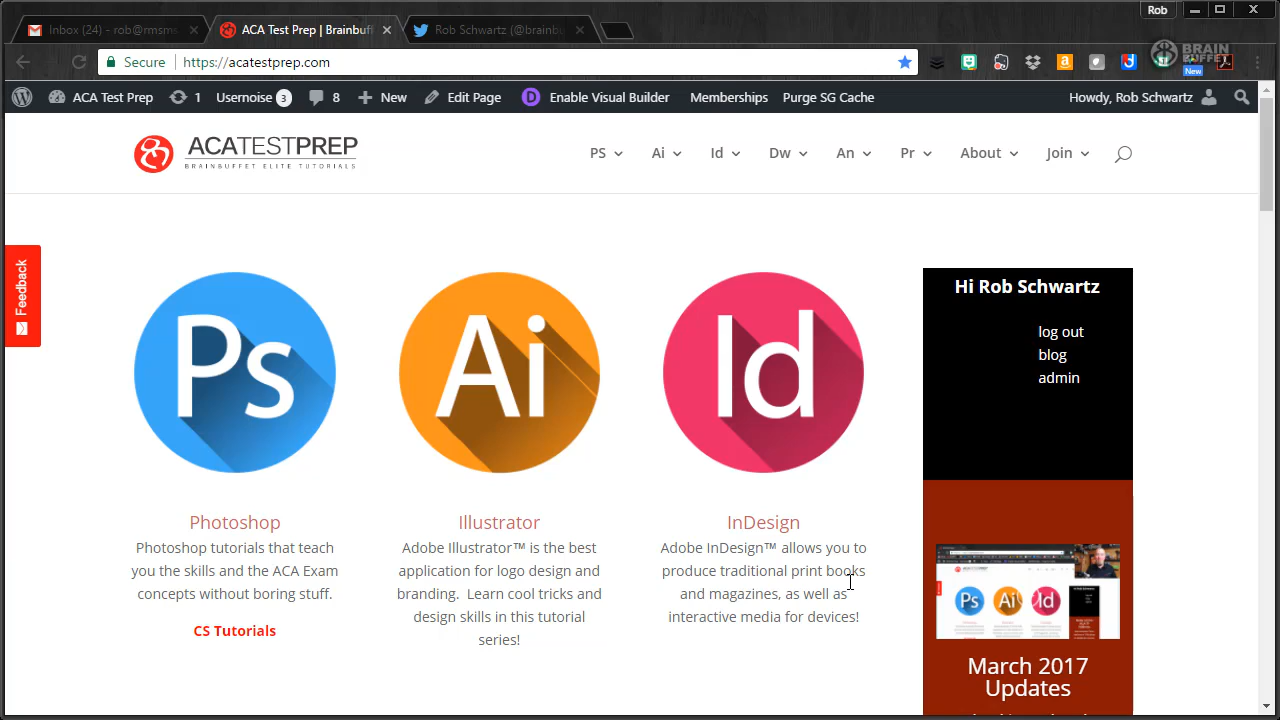 Rob
Inbox (24) - rob@rmsms
ACA Test Prep | Brainbuff
Rob Schwartz (@brainbu
Secure
https://acatestprep.com
BRAIN
BUFFET
New
ACA Test Prep
1
Usernoise 3
8
New
Edit Page
D
Enable Visual Builder
Memberships
Purge SG Cache
Howdy, Rob Schwartz
ACATESTPREP
BRAINBUFFET ELITE TUTORIALS
PS
Ai
Id
Dw
An
Pr
About
Join
Feedback
Ps
Ai
Id
Hi Rob Schwartz
log out
blog
admin
Photoshop
Photoshop tutorials that teach
you the skills and the ACA Exam
concepts without boring stuff.
CS Tutorials
Illustrator
Adobe Illustrator™ is the best
application for logo design and
branding. Learn cool tricks and
design skills in this tutorial
series!
InDesign
Adobe InDesign™ allows you to
produce traditional print books
and magazines, as well as
interactive media for devices!
Ps
Ai
Id
March 2017
Updates